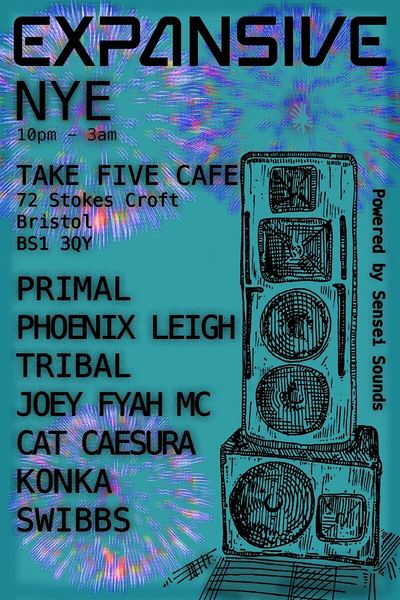 EXPANSIVE
NYE
10pm – 3am
TAKE FIVE CAFE
72 Stokes Croft
Bristol
BS1 3QY
PRIMAL
PHOENIX LEIGH
TRIBAL
JOEY FYAH MC
CAT CAESURA
KONKA
SWIBBS
Powered by Sensei Sounds